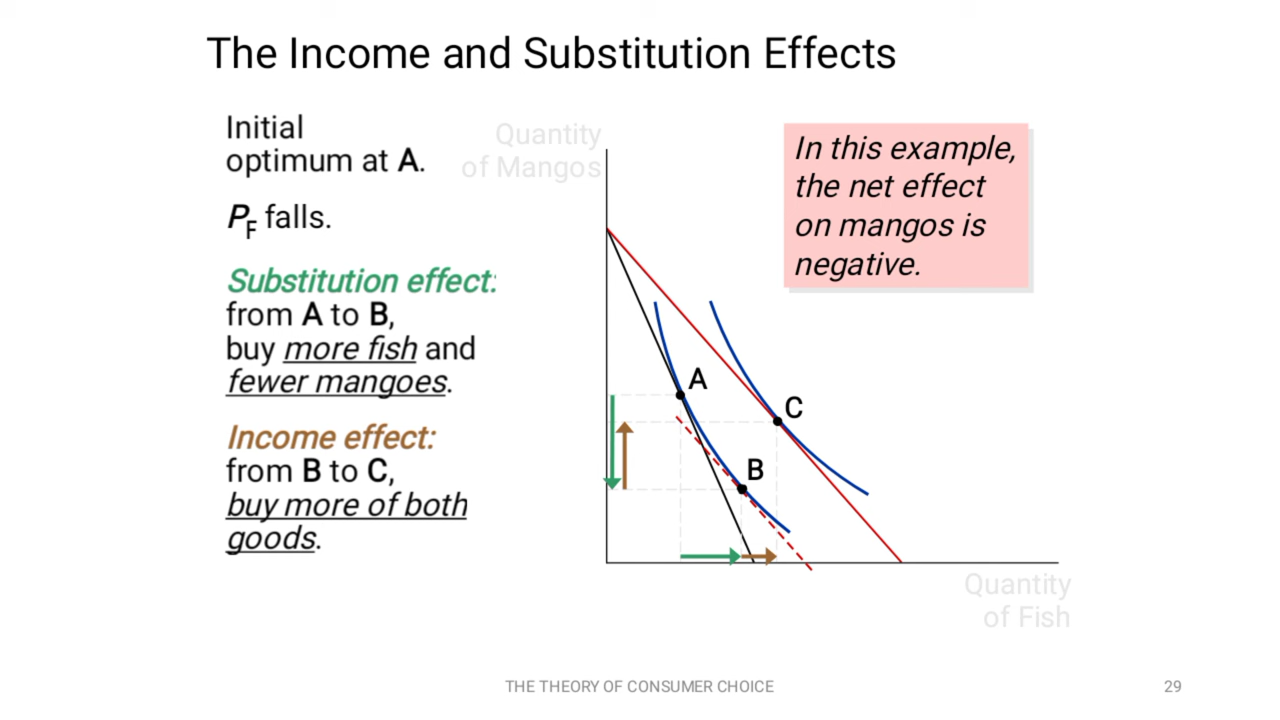 The Income and Substitution Effects
Initial
optimum at A.
PF falls.
Substitution effect:
from A to B,
buy more fish and
fewer mangoes.
Income effect:
from B to C,
buy more of both
goods.
Quantity
of Mangos
In this example,
the net effect
on mangos is
negative.
A
C
B
Quantity
of Fish
THE THEORY OF CONSUMER CHOICE
29